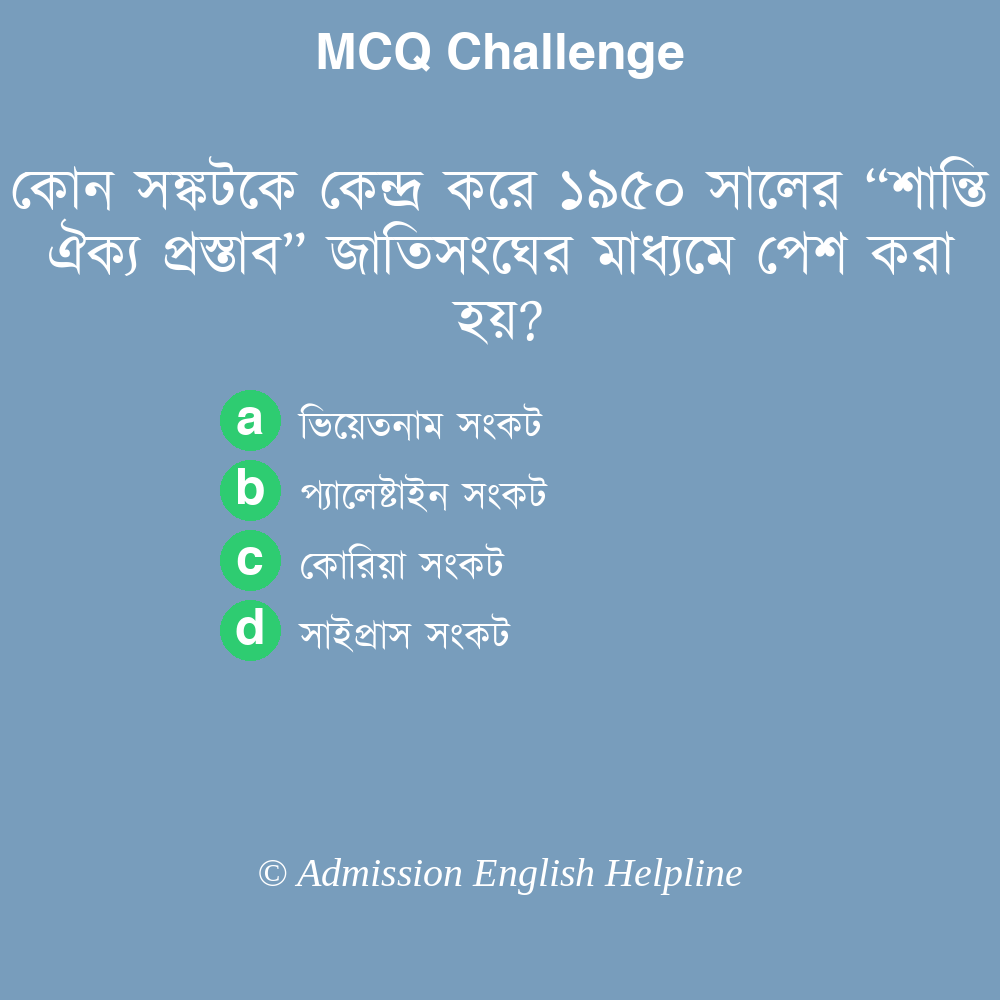 MCQ Challenge
কোন সঙ্কটকে কেন্দ্র করে ১৯৫০ সালের “শান্তি
ঐক্য প্রস্তাব” জাতিসংঘের মাধ্যমে পেশ করা
হয়?
a ভিয়েতনাম সংকট
b প্যালেষ্টাইন সংকট
c কোরিয়া সংকট
d সাইপ্রাস সংকট
© Admission English Helpline